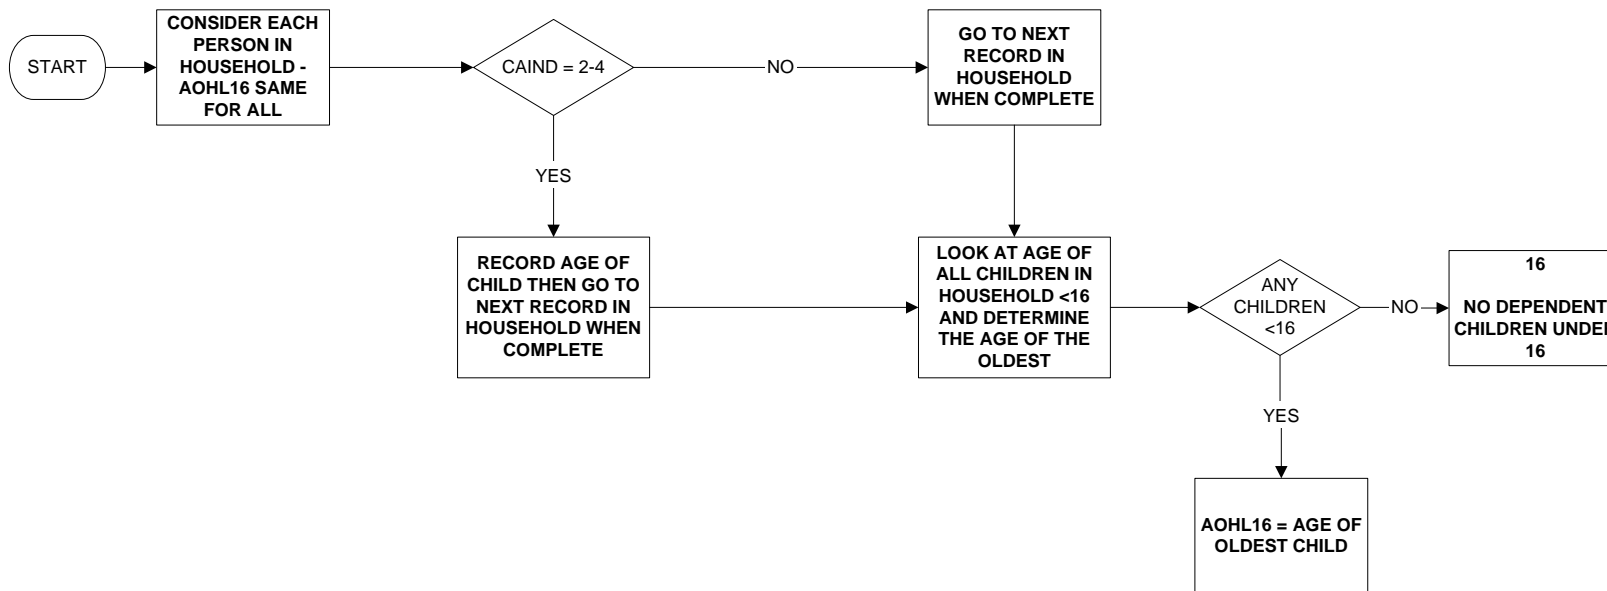 START
CONSIDER EACH
PERSON IN
HOUSEHOLD -
AOHL16 SAME
FOR ALL
CAIND = 2-4
NO
GO TO NEXT
RECORD IN
HOUSEHOLD
WHEN COMPLETE
YES
RECORD AGE OF
CHILD THEN GO TO
NEXT RECORD IN
HOUSEHOLD WHEN
COMPLETE
LOOK AT AGE OF
ALL CHILDREN IN
HOUSEHOLD <16
AND DETERMINE
THE AGE OF THE
OLDEST
ANY
CHILDREN
<16
NO
16
NO DEPENDENT
CHILDREN UNDER
16
YES
AOHL16 = AGE OF
OLDEST CHILD